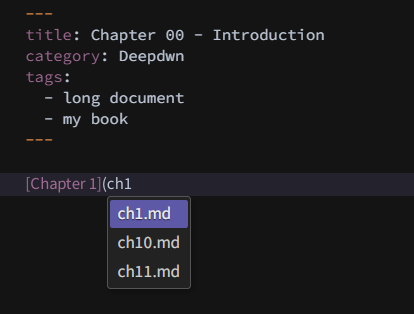 ---
title: Chapter 00 - Introduction
category: Deepdwn
tags:
  - long document
  - my book
---
[Chapter 1](ch1
ch1.md
ch10.md
ch11.md